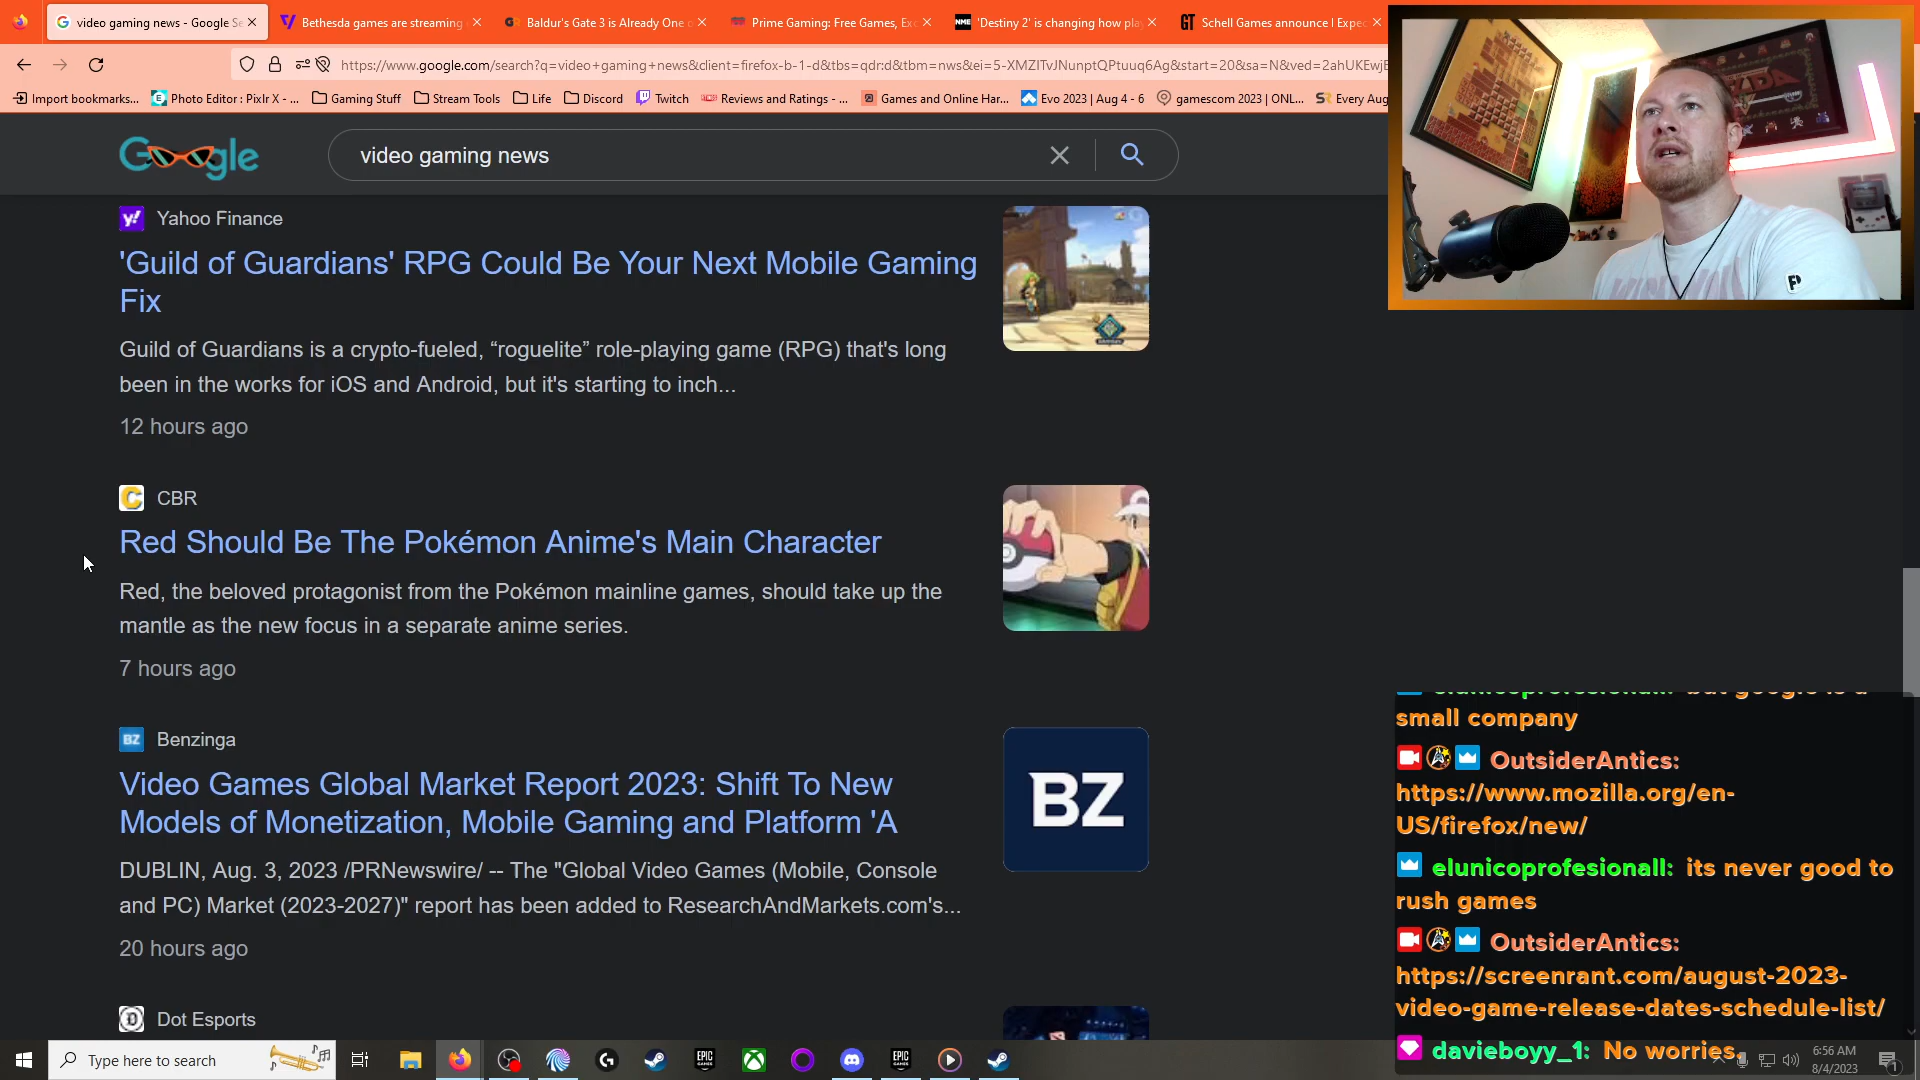 video gaming news - Google Se
Bethesda games are streaming
Baldur's Gate 3 is Already One o
Prime Gaming: Free Games, Exc
NME
'Destiny 2' is changing how play
GT
Schell Games announce I Expec
https://www.google.com/search?q=video+gaming+news&client=firefox-b-1-d&tbs=qdr:d&tbm=nws&ei=5-XMZITvJNunptQPtuuq6Ag&start=20&sa=N&ved=2ahUKEwjE
Import bookmarks...
Photo Editor : Pixlr X - ...
Gaming Stuff
Stream Tools
Life
Discord
Twitch
Reviews and Ratings - ...
Games and Online Har...
Evo 2023 | Aug 4 - 6
gamescom 2023 | ONL...
Every Aug
Google
video gaming news
Yahoo Finance
'Guild of Guardians' RPG Could Be Your Next Mobile Gaming
Fix
Guild of Guardians is a crypto-fueled, “roguelite” role-playing game (RPG) that's long
been in the works for iOS and Android, but it's starting to inch...
12 hours ago
CBR
Red Should Be The Pokémon Anime's Main Character
Red, the beloved protagonist from the Pokémon mainline games, should take up the
mantle as the new focus in a separate anime series.
7 hours ago
BZ Benzinga
Video Games Global Market Report 2023: Shift To New
Models of Monetization, Mobile Gaming and Platform 'A
BZ
DUBLIN, Aug. 3, 2023 /PRNewswire/ -- The "Global Video Games (Mobile, Console
and PC) Market (2023-2027)" report has been added to ResearchAndMarkets.com's...
20 hours ago
Dot Esports
small company
OutsiderAntics:
https://www.mozilla.org/en-
US/firefox/new/
elunicoprofesionall: its never good to
rush games
OutsiderAntics:
https://screenrant.com/august-2023-
video-game-release-dates-schedule-list/
davieboyy_1: No worries.
Type here to search
EPIC GAMES
EPIC GAMES
6:56 AM
8/4/2023